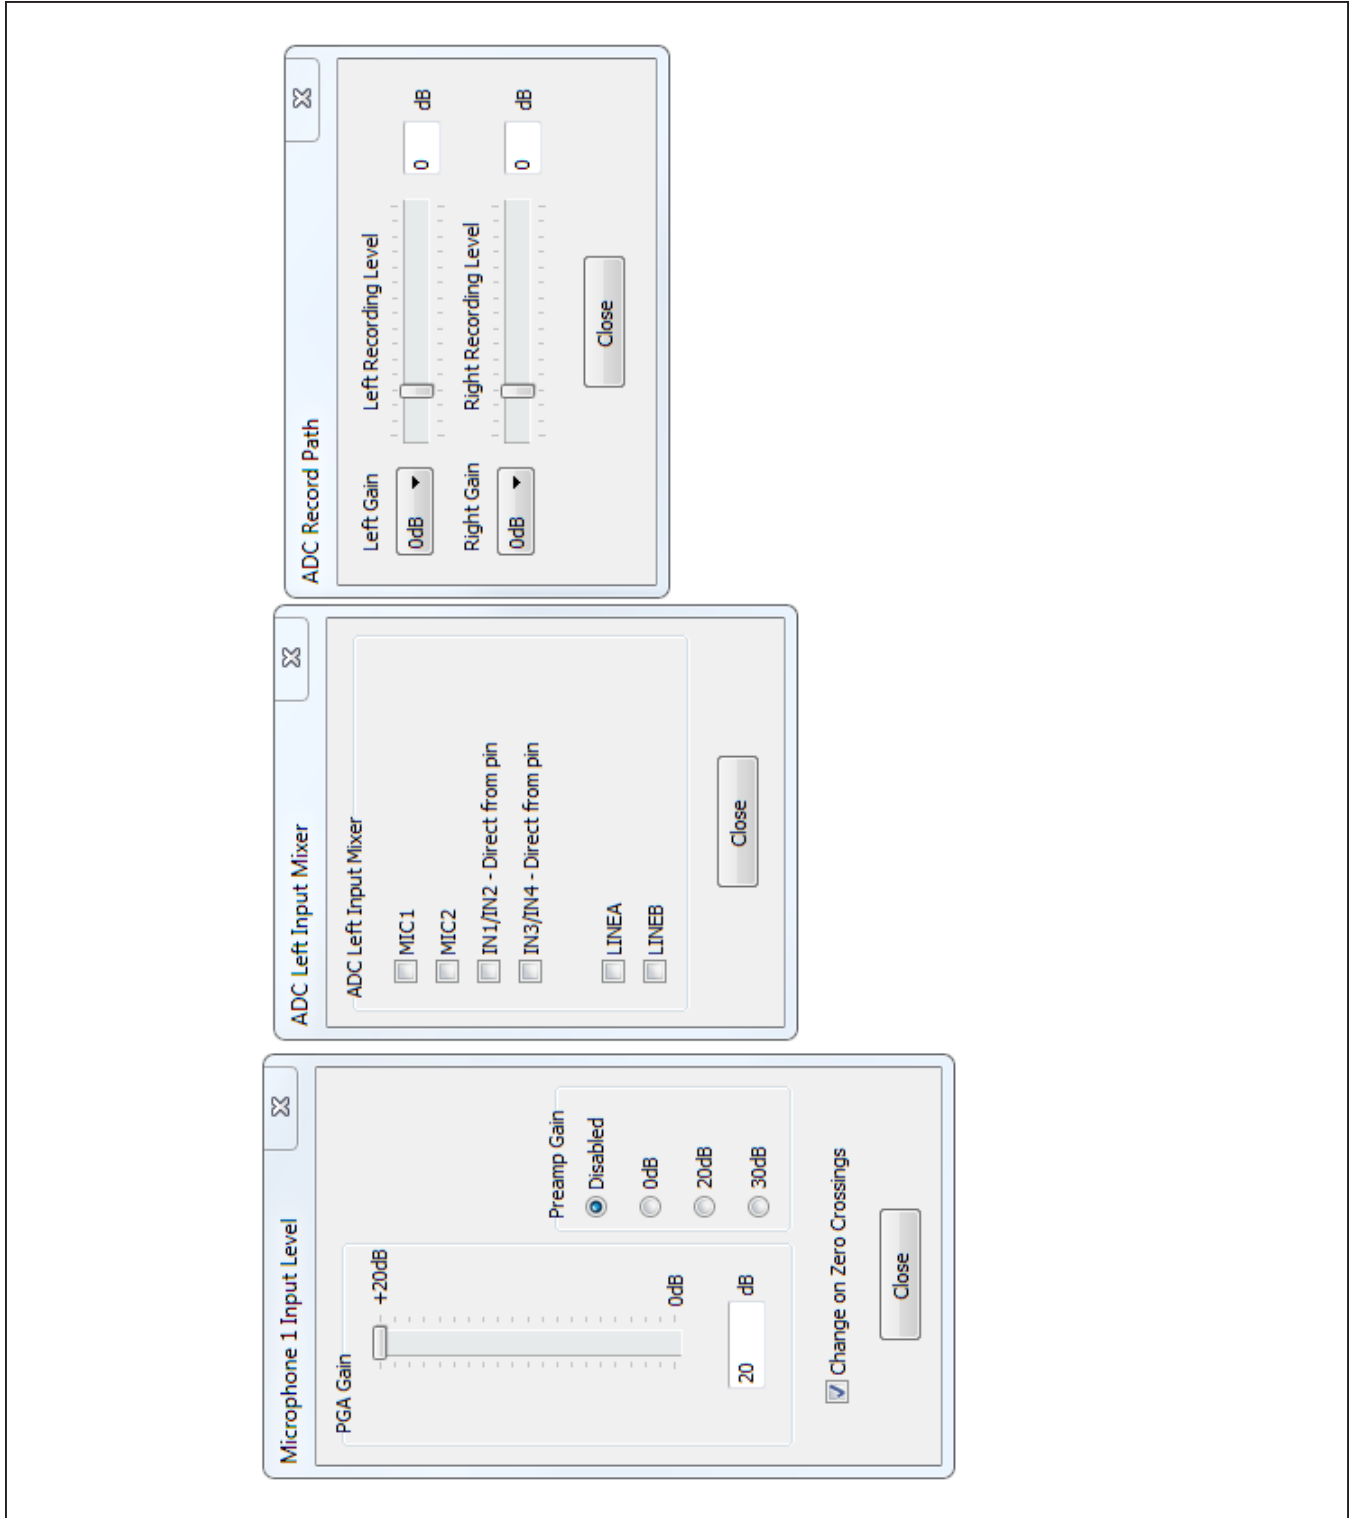 Microphone 1 Input Level
PGA Gain
+20dB
0dB
20 dB
Preamp Gain
Disabled
0dB
20dB
30dB
Change on Zero Crossings
Close
ADC Left Input Mixer
ADC Left Input Mixer
MIC1
MIC2
IN1/IN2 - Direct from pin
IN3/IN4 - Direct from pin
LINEA
LINEB
Close
ADC Record Path
Left Gain Left Recording Level
0dB 0 dB
Right Gain Right Recording Level
0dB 0 dB
Close